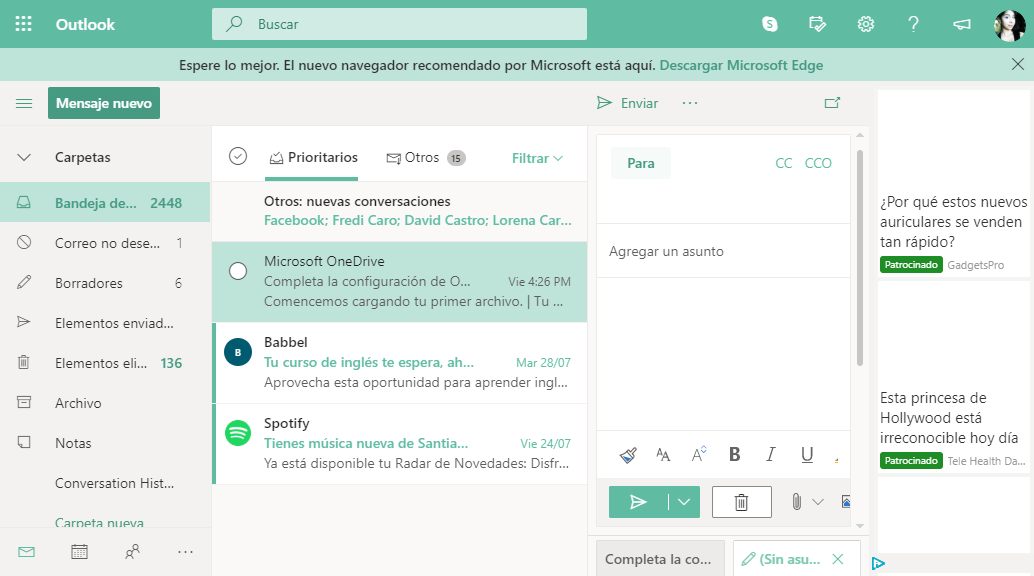 Outlook
Buscar
Espere lo mejor. El nuevo navegador recomendado por Microsoft está aquí. Descargar Microsoft Edge
Mensaje nuevo
Enviar
Carpetas
Bandeja de... 2448
Correo no dese... 1
Borradores 6
Elementos enviad...
Elementos eli... 136
Archivo
Notas
Conversation Hist...
Carpeta nueva
Prioritarios
Otros 15
Filtrar
Otros: nuevas conversaciones
Facebook; Fredi Caro; David Castro; Lorena Car...
Microsoft OneDrive
Completa la configuración de O... Vie 4:26 PM
Comencemos cargando tu primer archivo. | Tu ...
B
Babbel
Tu curso de inglés te espera, ah... Mar 28/07
Aprovecha esta oportunidad para aprender ingl...
Spotify
Tienes música nueva de Santia... Vie 24/07
Ya está disponible tu Radar de Novedades: Disfr...
Para
CC CCO
Agregar un asunto
B I U
Completa la co...
(Sin asu...
¿Por qué estos nuevos
auriculares se venden
tan rápido?
Patrocinado GadgetsPro
Esta princesa de
Hollywood está
irreconocible hoy día
Patrocinado Tele Health Da...